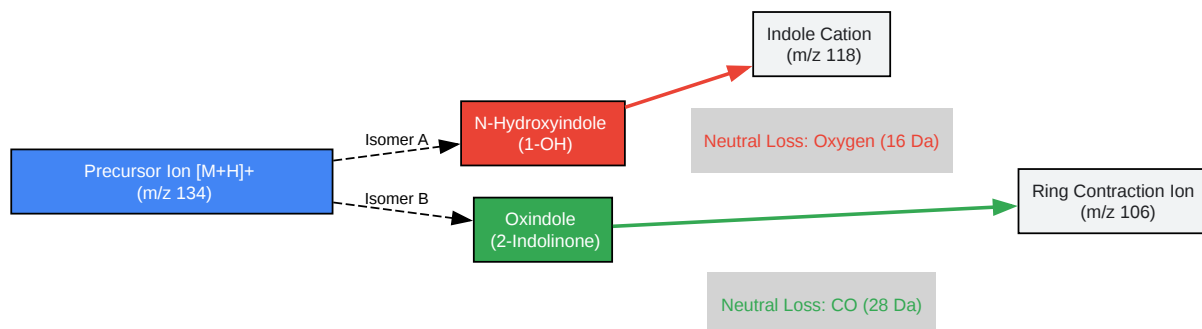 Precursor Ion [M+H]+
(m/z 134)
Isomer A
Isomer B
N-Hydroxyindole
(1-OH)
Oxindole
(2-Indolinone)
Indole Cation
(m/z 118)
Neutral Loss: Oxygen (16 Da)
Ring Contraction Ion
(m/z 106)
Neutral Loss: CO (28 Da)